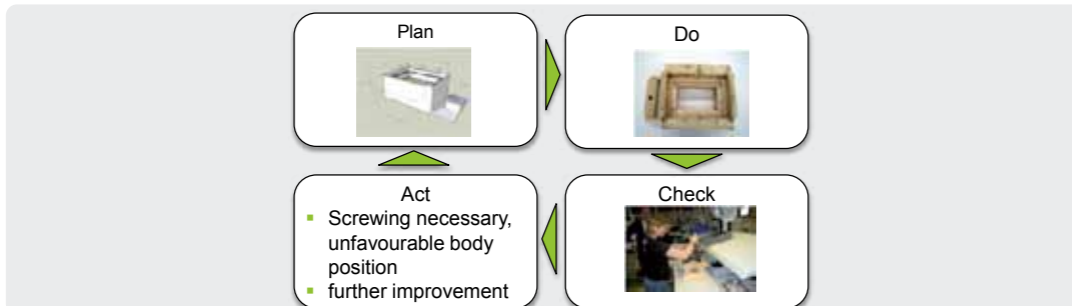 Plan
Do
Act
▪ Screwing necessary,
unfavourable body
position
▪ further improvement
Check